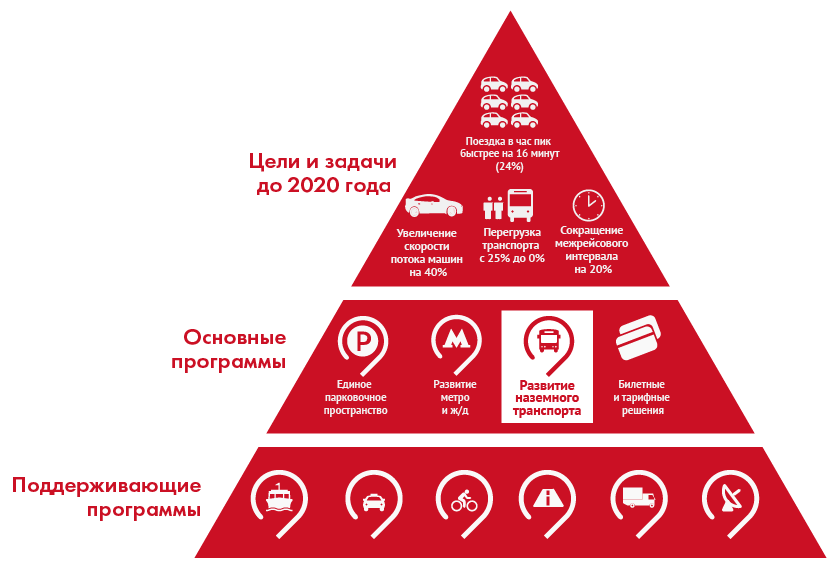 Поездка в час пик
быстрее на 16 минут
(24%)
Цели и задачи
до 2020 года
Увеличение
скорости
потока машин
на 40%
Перегрузка
транспорта
с 25% до 0%
Сокращение
межрейсового
интервала
на 20%
Основные
программы
P
Единое
парковочное
пространство
М
Развитие
метро
и ж/д
Развитие
наземного
транспорта
Билетные
и тарифные
решения
Поддерживающие
программы